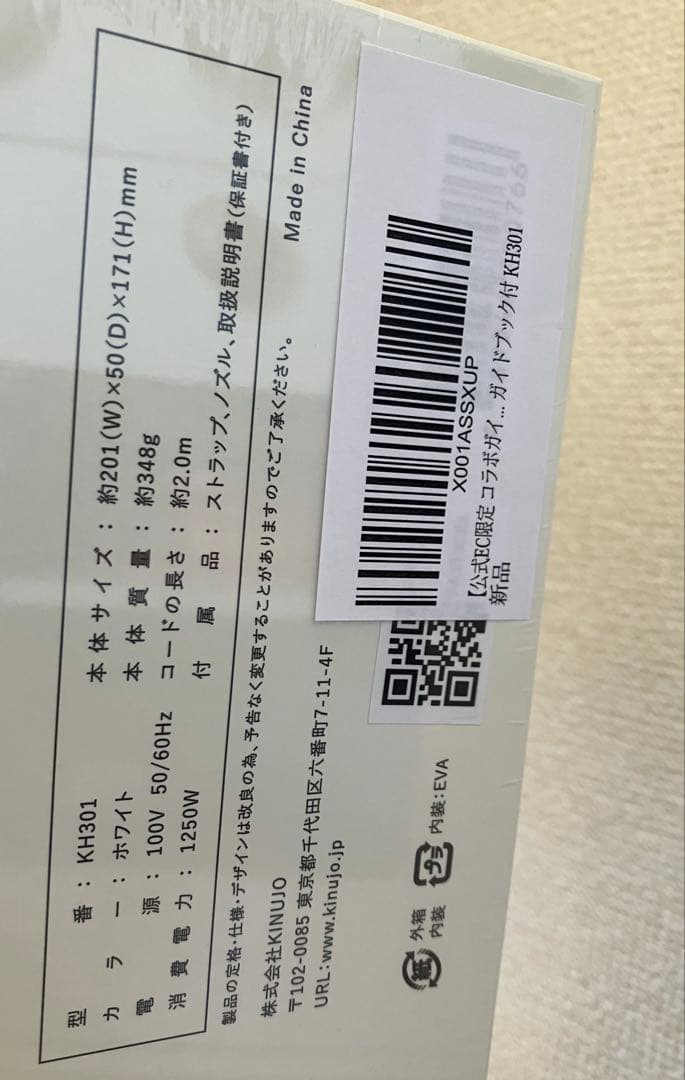 型番：KH301
カラー：ホワイト
電源：100V 50/60Hz
消費電力：1250W
本体サイズ：約201(W)×50(D)×171(H)mm
本体質量：約348g
コードの長さ：約2.0m
付属品：ストラップ、ノズル、取扱説明書(保証書付き)
製品の定格・仕様・デザインは改良の為、予告なく変更することがありますのでご了承ください。
株式会社KINUJO
〒102-0085 東京都千代田区六番町7-11-4F
URL:www.kinujo.jp
Made in China
紙
外箱
内装
プラ
内装：EVA
X001ASSXUP
【公式EC限定 コラボガイ... ガイドブック付 KH301
新品